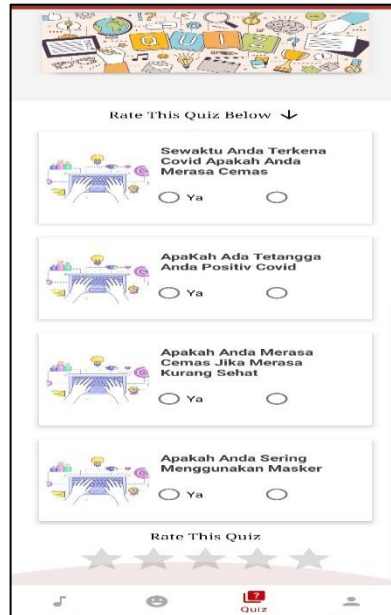 QUIZ
Rate This Quiz Below ↓
Sewaktu Anda Terkena
Covid Apakah Anda
Merasa Cemas
Ya
ApaKah Ada Tetangga
Anda Positiv Covid
Ya
Apakah Anda Merasa
Cemas Jika Merasa
Kurang Sehat
Ya
Apakah Anda Sering
Menggunakan Masker
Ya
Rate This Quiz
Quiz